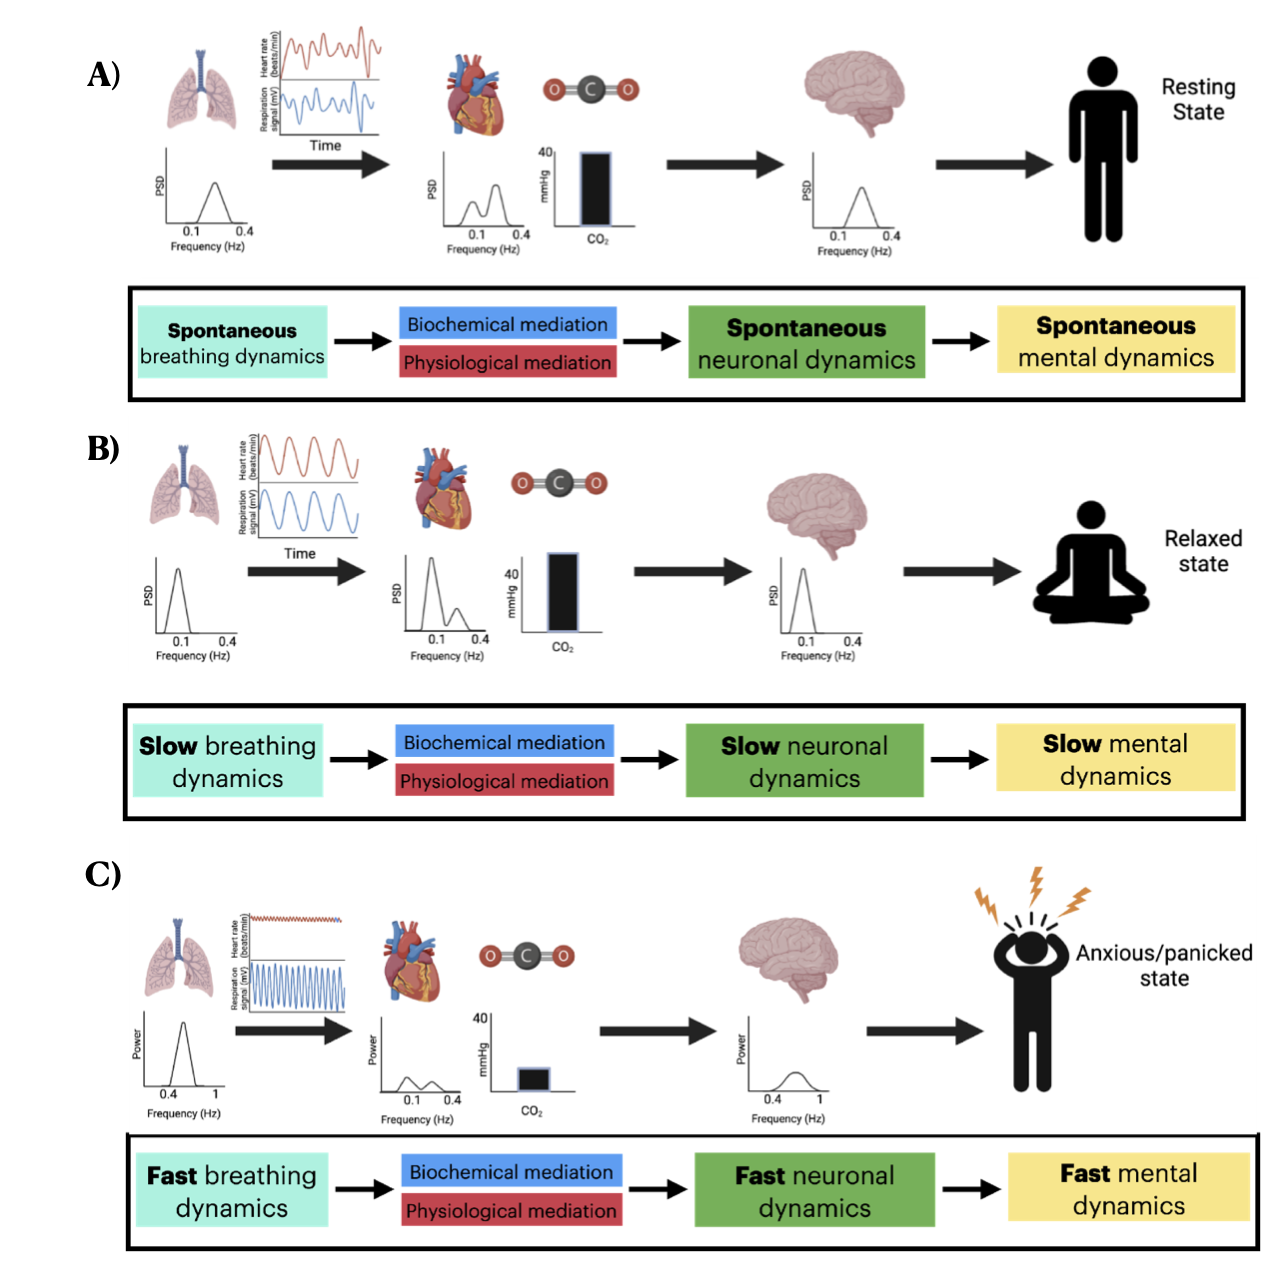 A)
Heart rate
(beats/min)
Respiration
signal (mV)
Time
O C O
Resting
State
PSD
0.1 0.4
Frequency (Hz)
PSD
0.1 0.4
Frequency (Hz)
40
mmHg
CO₂
PSD
0.1 0.4
Frequency (Hz)
Spontaneous
breathing dynamics
Biochemical mediation
Physiological mediation
Spontaneous
neuronal dynamics
Spontaneous
mental dynamics
B)
Heart rate
(beats/min)
Respiration
signal (mV)
Time
O C O
Relaxed
state
PSD
0.1 0.4
Frequency (Hz)
PSD
0.1 0.4
Frequency (Hz)
40
mmHg
CO₂
PSD
0.1 0.4
Frequency (Hz)
Slow breathing
dynamics
Biochemical mediation
Physiological mediation
Slow neuronal
dynamics
Slow mental
dynamics
C)
Heart rate
(beats/min)
Respiration
signal (mV)
O C O
Anxious/panicked
state
Power
0.4 1
Frequency (Hz)
Power
0.1 0.4
Frequency (Hz)
40
mmHg
CO₂
Power
0.4 1
Frequency (Hz)
Fast breathing
dynamics
Biochemical mediation
Physiological mediation
Fast neuronal
dynamics
Fast mental
dynamics